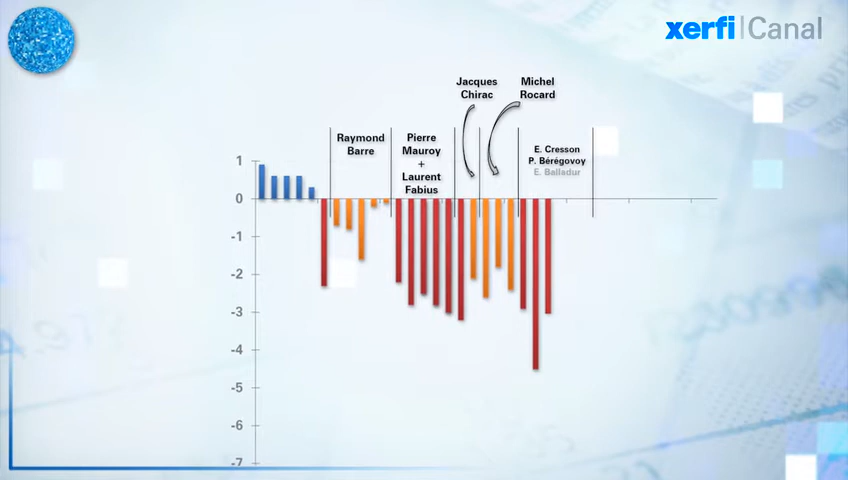 xerfi Canal
Jacques
Chirac
Michel
Rocard
Raymond
Barre
Pierre
Mauroy
+
Laurent
Fabius
E. Cresson
P. Bérégovoy
E. Balladur
1
0
-1
-2
-3
-4
-5
-6
-7